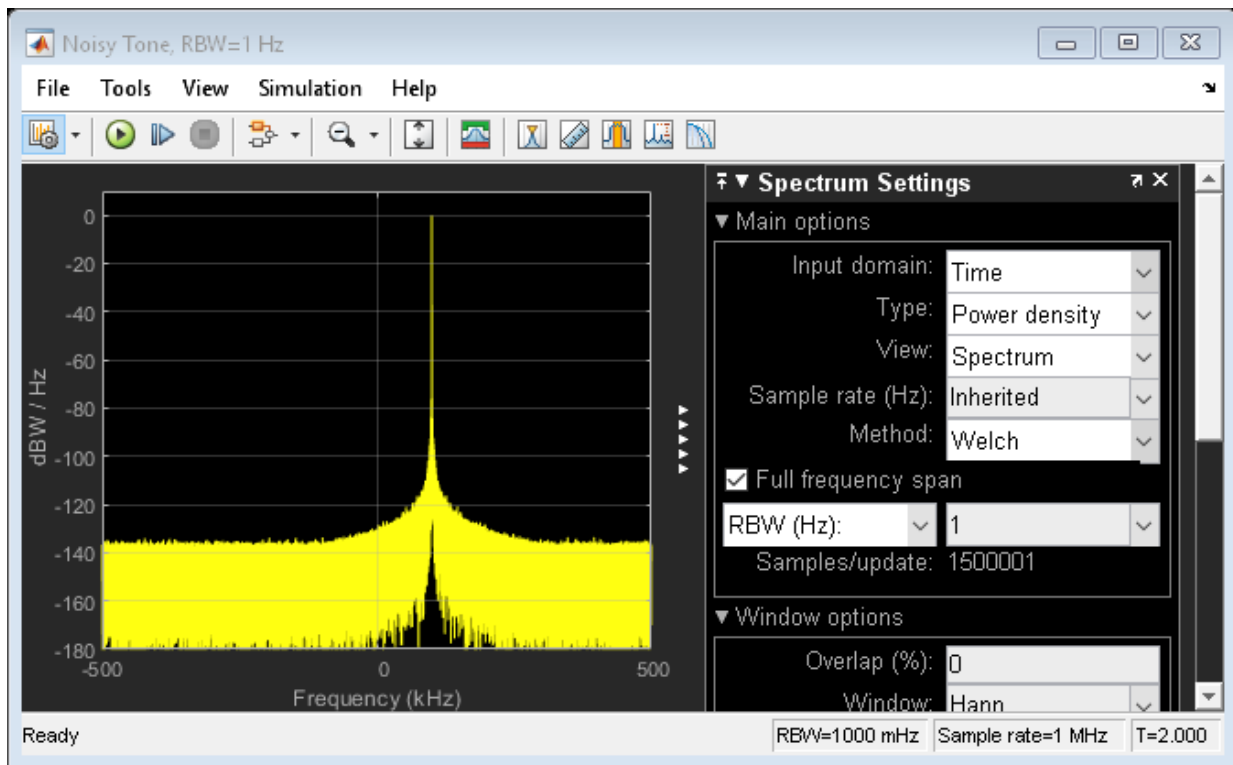 Noisy Tone, RBW=1 Hz
File Tools View Simulation Help
0
-20
-40
-60
-80
-100
-120
-140
-160
-180
dBW / Hz
-500 0 500
Frequency (kHz)
Spectrum Settings
Main options
Input domain: Time
Type: Power density
View: Spectrum
Sample rate (Hz): Inherited
Method: Welch
Full frequency span
RBW (Hz): 1
Samples/update: 1500001
Window options
Overlap (%): 0
Window: Hann
Ready RBW=1000 mHz Sample rate=1 MHz T=2.000